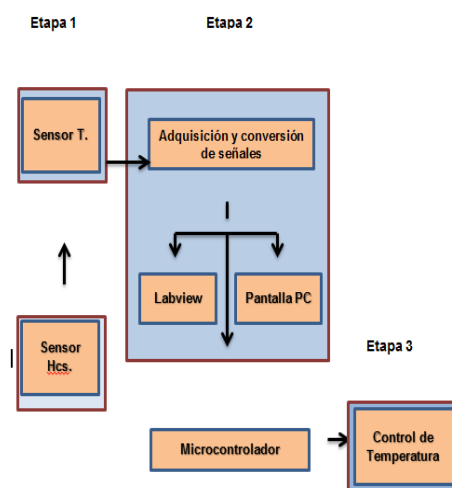 Etapa 1
Etapa 2
Sensor T.
Adquisición y conversión
de señales
Labview
Pantalla PC
Sensor
Hcs.
Etapa 3
Microcontrolador
Control de
Temperatura